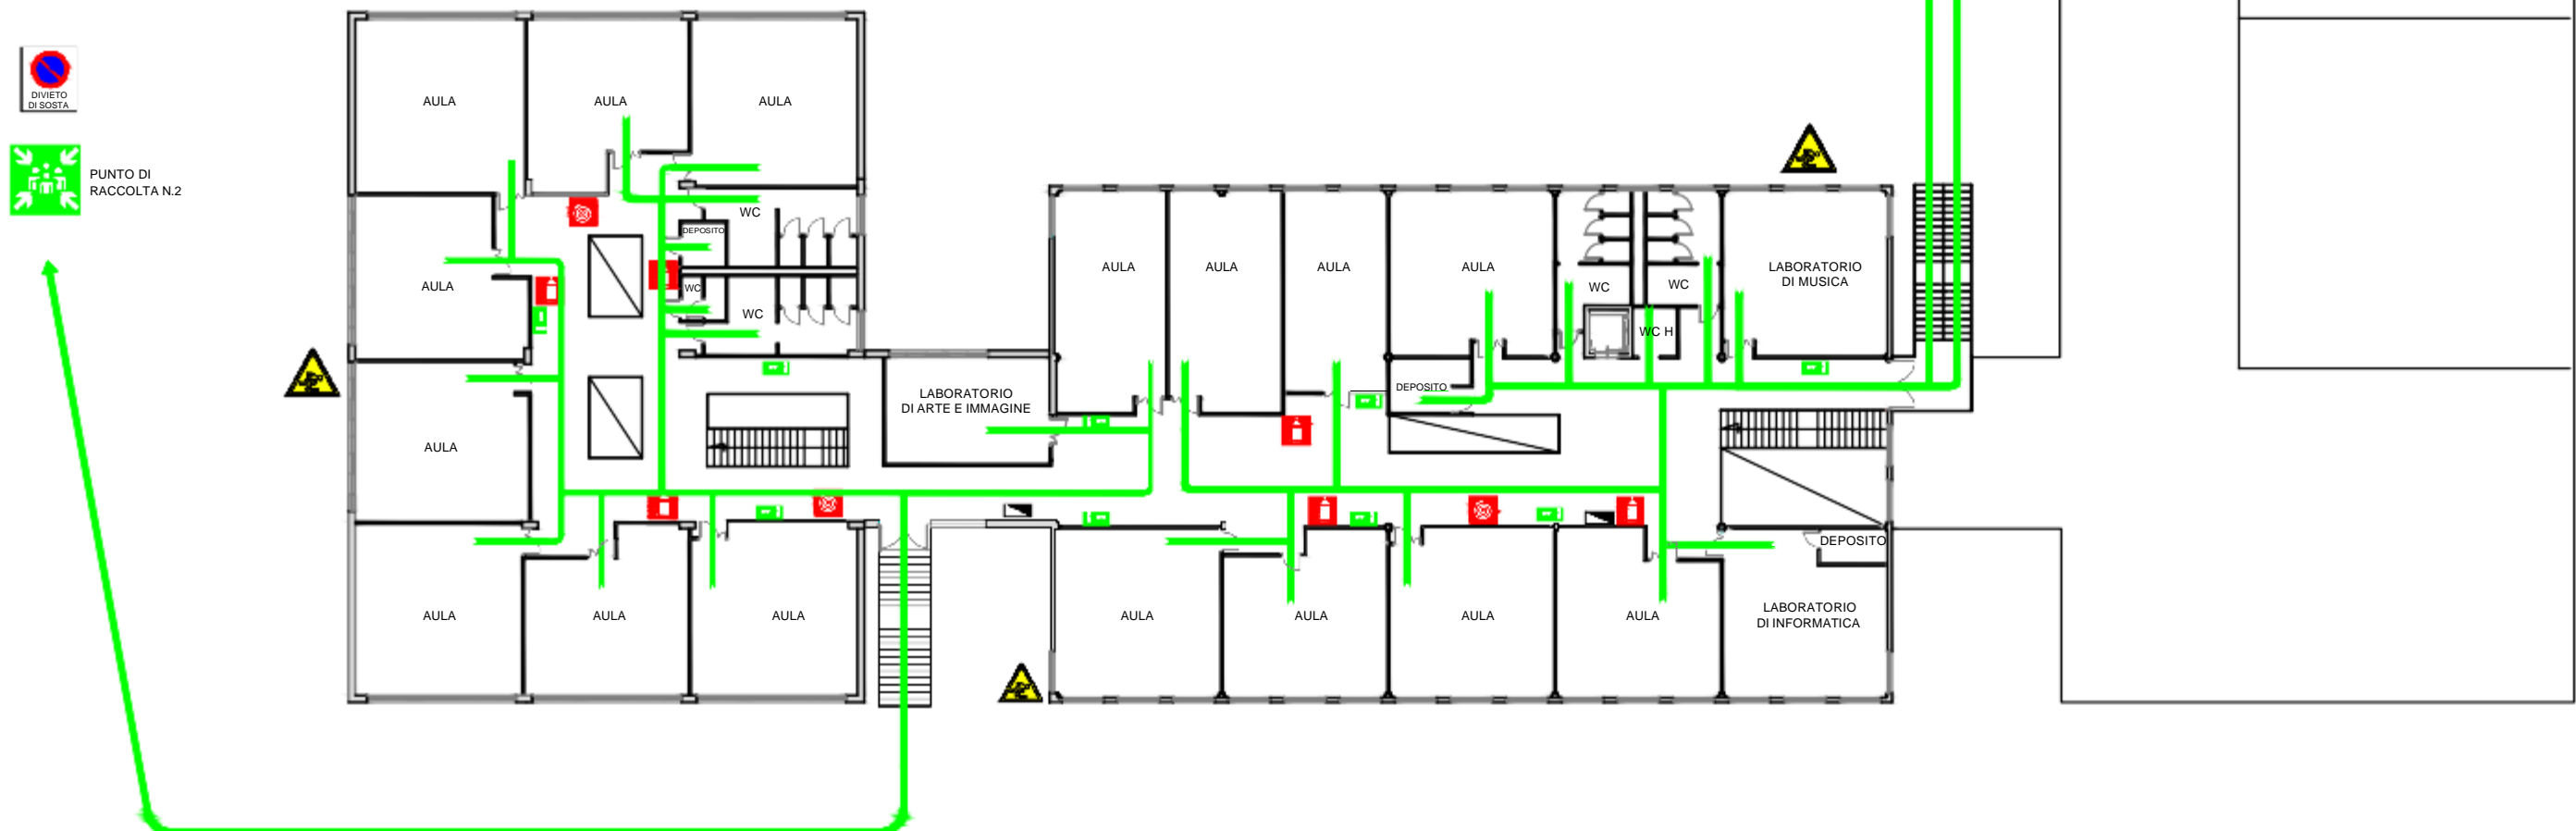 DIVIETO
DI SOSTA
PUNTO DI
RACCOLTA N.2
AULA
AULA
AULA
WC
DEPOSITO
AULA
WC
WC
AULA
LABORATORIO
DI ARTE E IMMAGINE
AULA
AULA
AULA
AULA
AULA
AULA
AULA
WC
WC
LABORATORIO
DI MUSICA
WC H
DEPOSITO
DEPOSITO
AULA
AULA
AULA
AULA
LABORATORIO
DI INFORMATICA